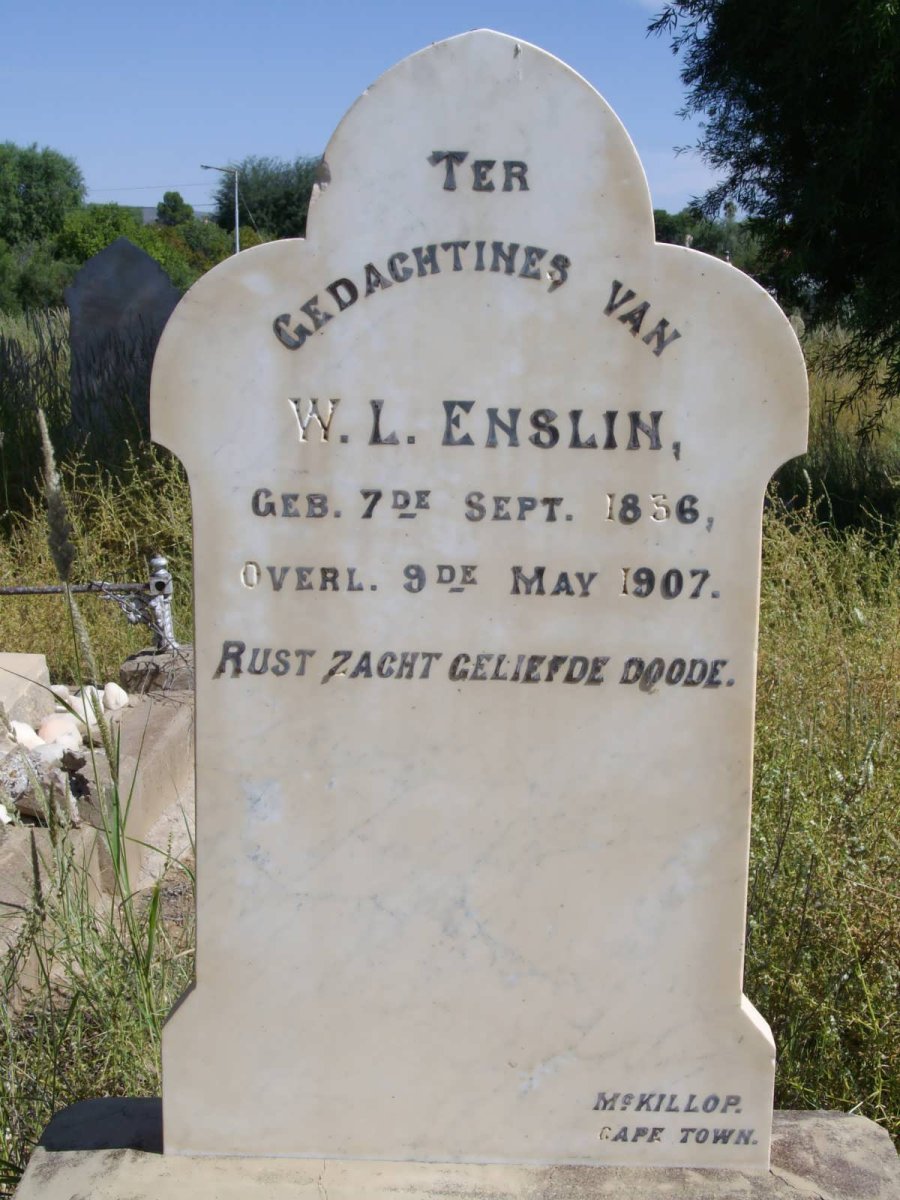 TER
GEDACHTINES VAN
W. L. ENSLIN,
GEB. 7DE SEPT. 1836,
OVERL. 9DE MAY 1907.
RUST ZACHT GELIEFDE DOODE.
McKILLOP.
CAPE TOWN.